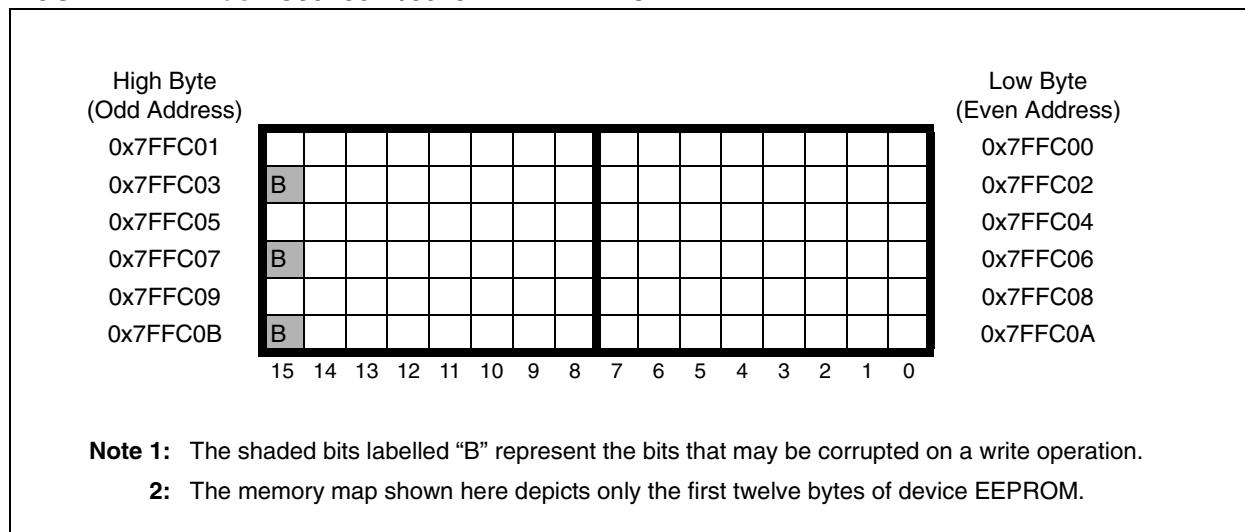 High Byte
(Odd Address)
Low Byte
(Even Address)
0x7FFC01 0x7FFC00
0x7FFC03 B 0x7FFC02
0x7FFC05 0x7FFC04
0x7FFC07 B 0x7FFC06
0x7FFC09 0x7FFC08
0x7FFC0B B 0x7FFC0A
15 14 13 12 11 10 9 8 7 6 5 4 3 2 1 0
Note 1: The shaded bits labelled “B” represent the bits that may be corrupted on a write operation.
2: The memory map shown here depicts only the first twelve bytes of device EEPROM.